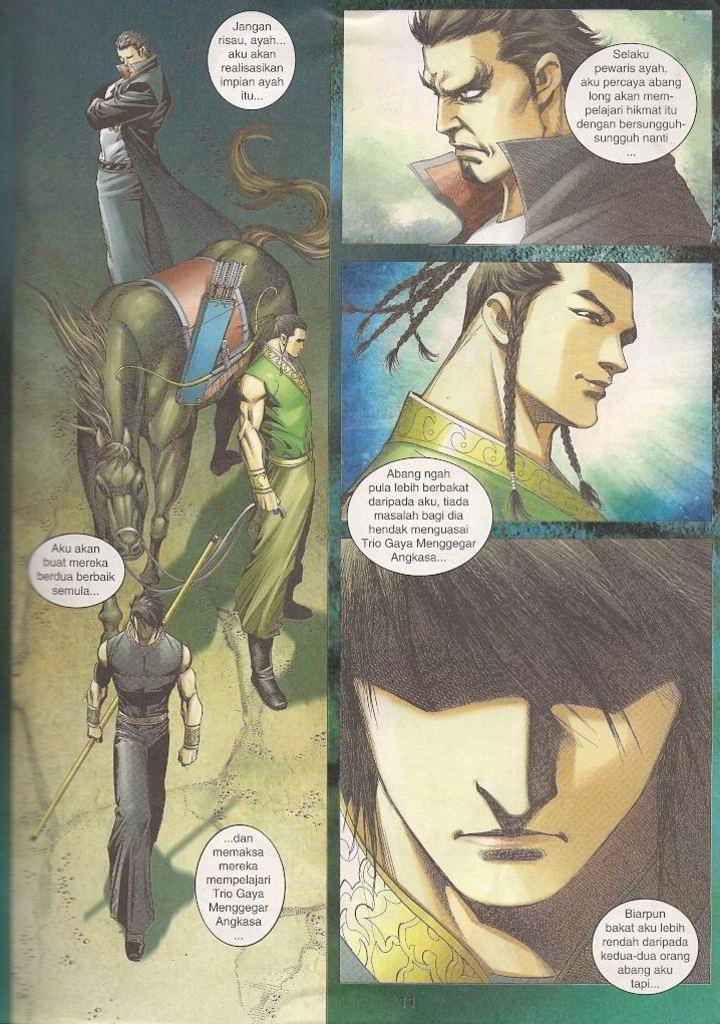 Jangan
risau, ayah...
aku akan
realisasikan
impian ayah
itu...
Aku akan
buat mereka
berdua berbaik
semula...
...dan
memaksa
mereka
mempelajari
Trio Gaya
Menggegar
Angkasa
...
Selaku
pewaris ayah,
aku percaya abang
long akan mem-
pelajari hikmat itu
dengan bersungguh-
sungguh nanti
...
Abang ngah
pula lebih berbakat
daripada aku, tiada
masalah bagi dia
hendak menguasai
Trio Gaya Menggegar
Angkasa...
Biarpun
bakat aku lebih
rendah daripada
kedua-dua orang
abang aku
tapi...
11